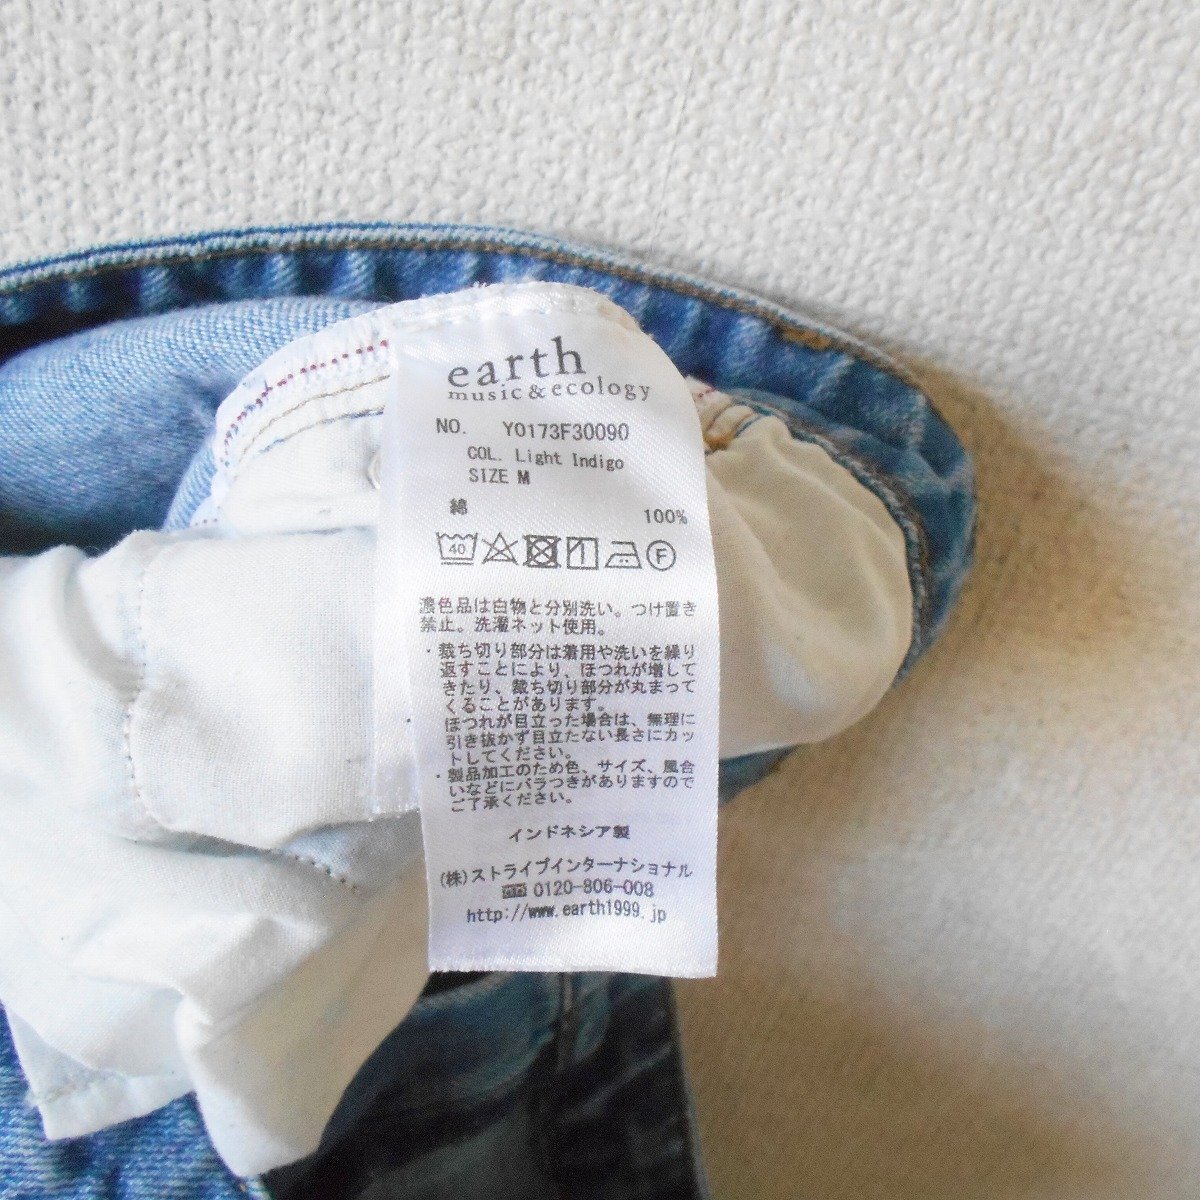 earth
music&ecology
NO. Y0173F30090
COL. Light Indigo
SIZE M
綿 100%
40 F
濃色品は白物と分別洗い。つけ置き
禁止。洗濯ネット使用。
・裁ち切り部分は着用や洗いを繰り
返すことにより、ほつれが増して
きたり、裁ち切り部分が丸まって
くることがあります。
ほつれが目立った場合は、無理に
引き抜かず目立たない長さにカッ
トしてください。
・製品加工のため色、サイズ、風合
いなどにバラつきがありますので
ご了承ください。
インドネシア製
(株)ストライプインターナショナル
0120-806-008
http://www.earth1999.jp